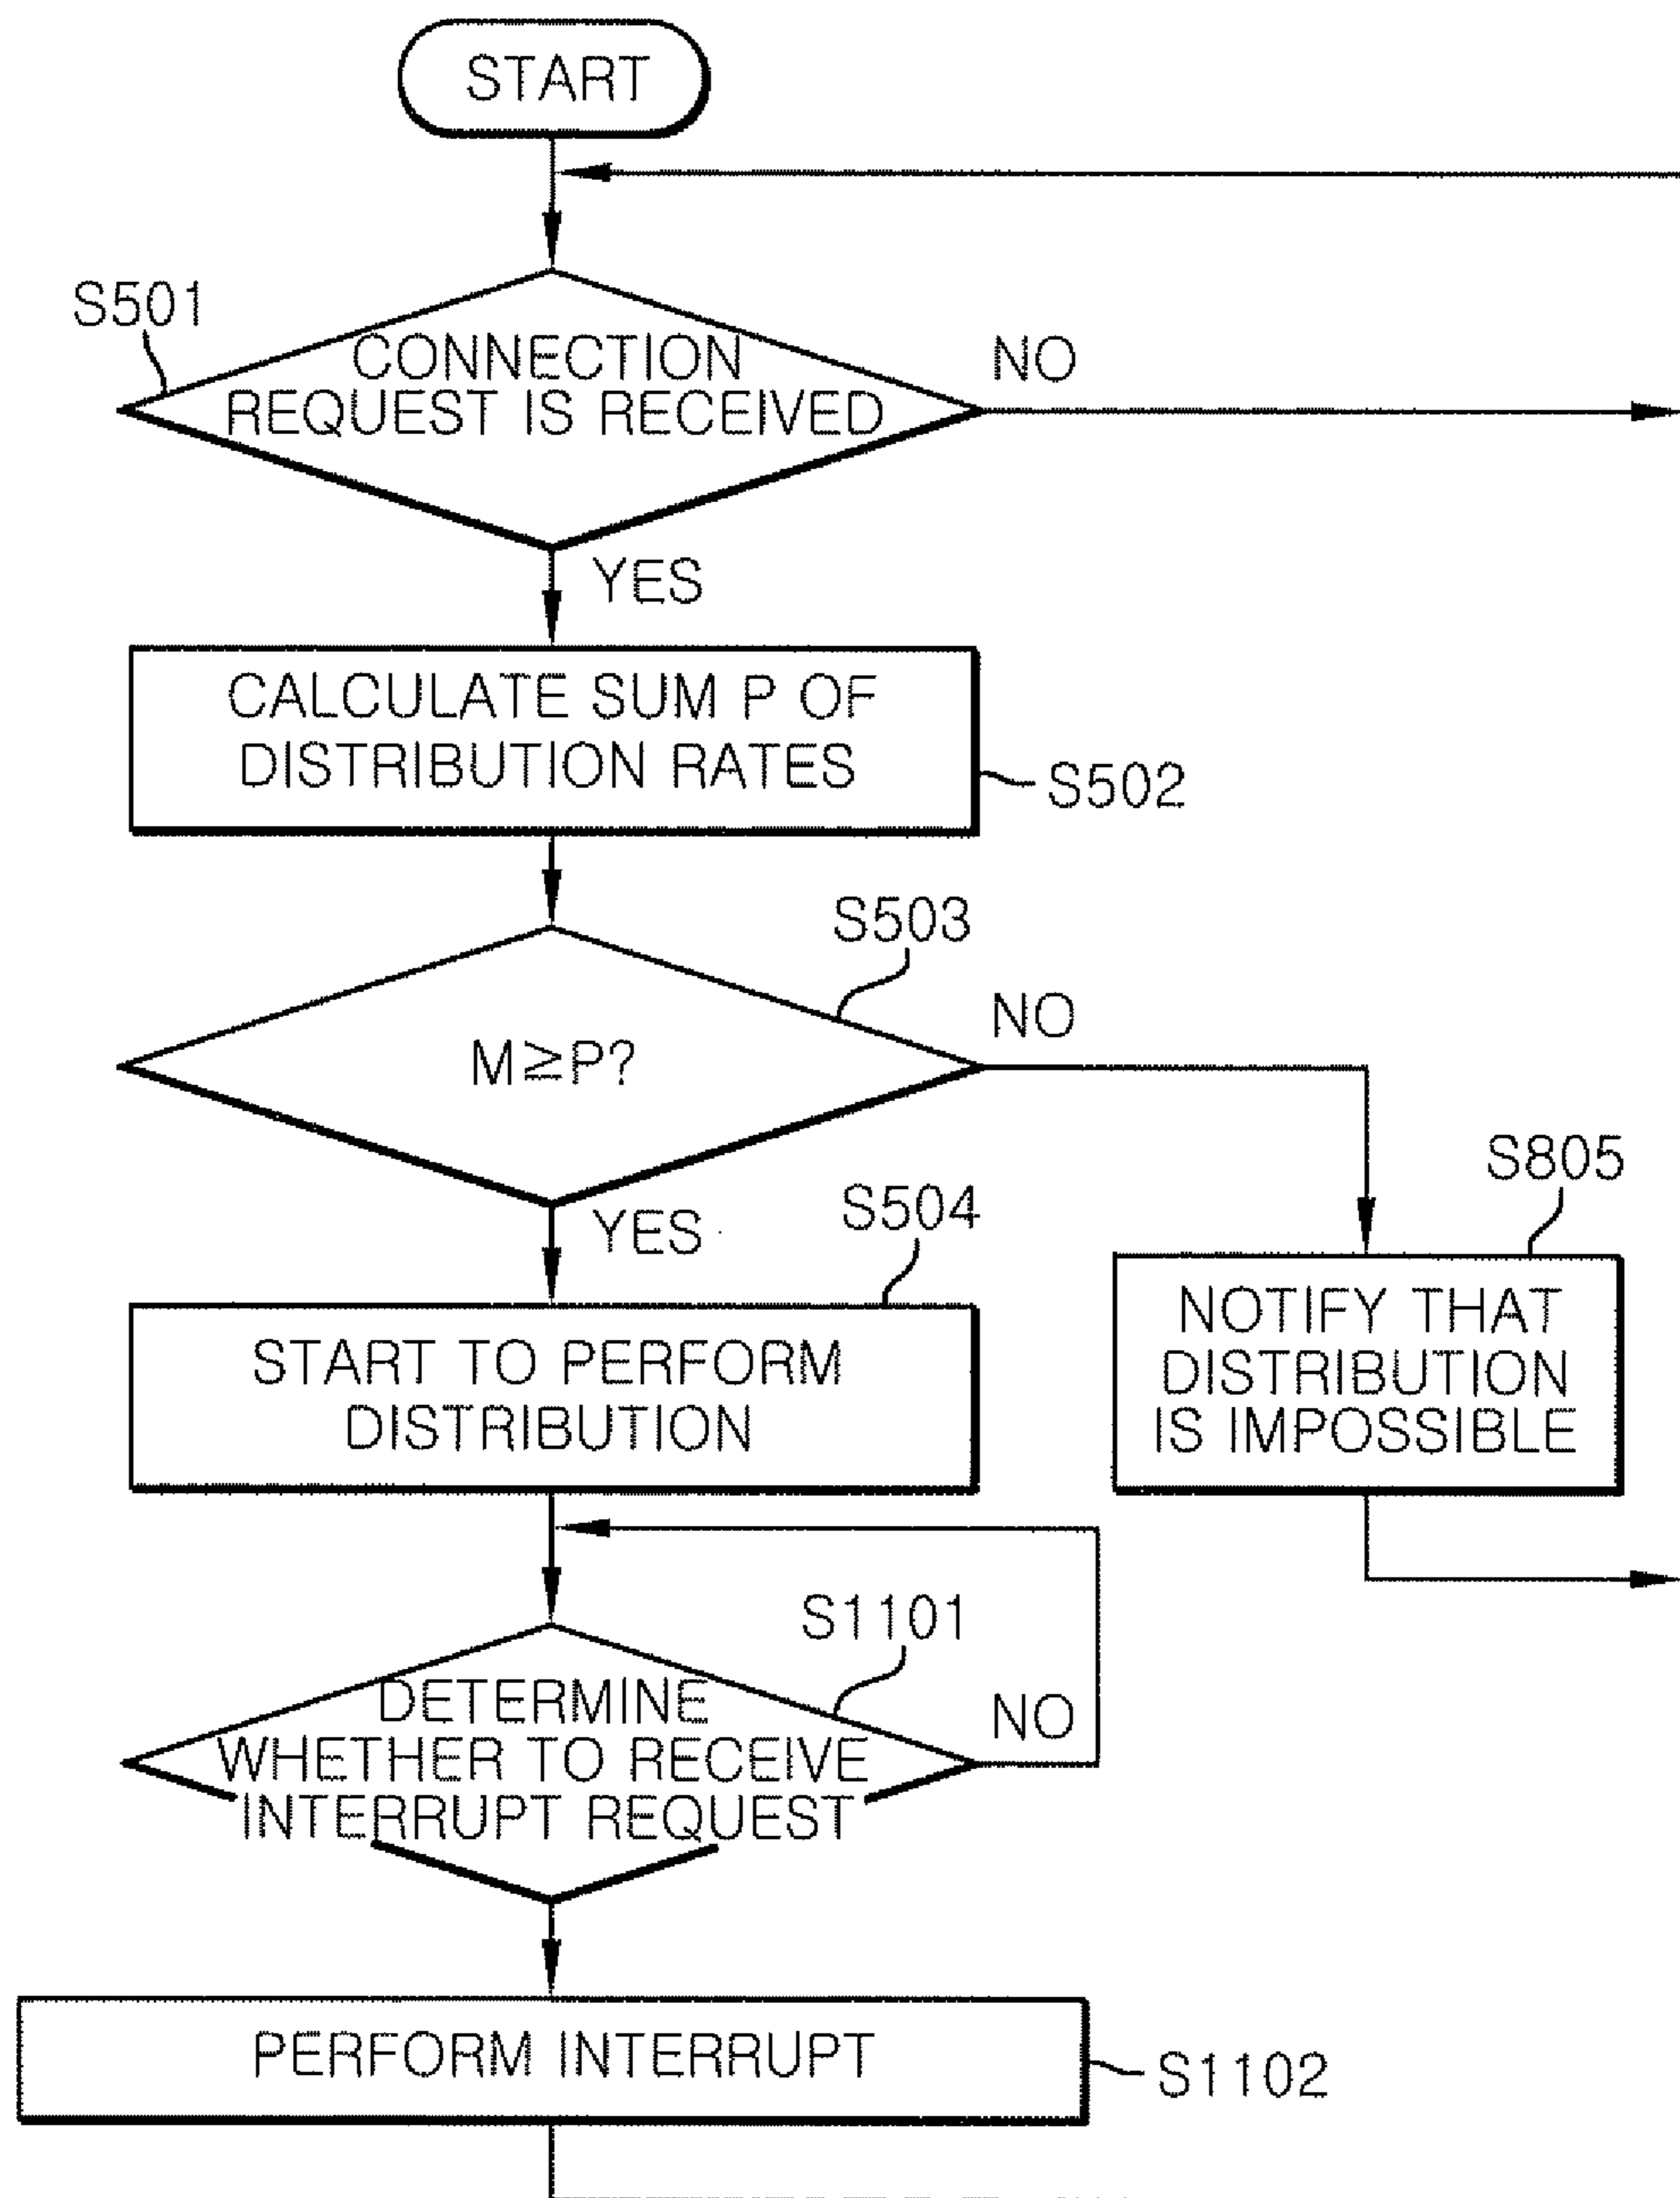 START
S501
CONNECTION
REQUEST IS RECEIVED
NO
YES
CALCULATE SUM P OF
DISTRIBUTION RATES
S502
S503
M≧P?
NO
YES
S504
START TO PERFORM
DISTRIBUTION
S805
NOTIFY THAT
DISTRIBUTION
IS IMPOSSIBLE
S1101
DETERMINE
WHETHER TO RECEIVE
INTERRUPT REQUEST
NO
PERFORM INTERRUPT
S1102